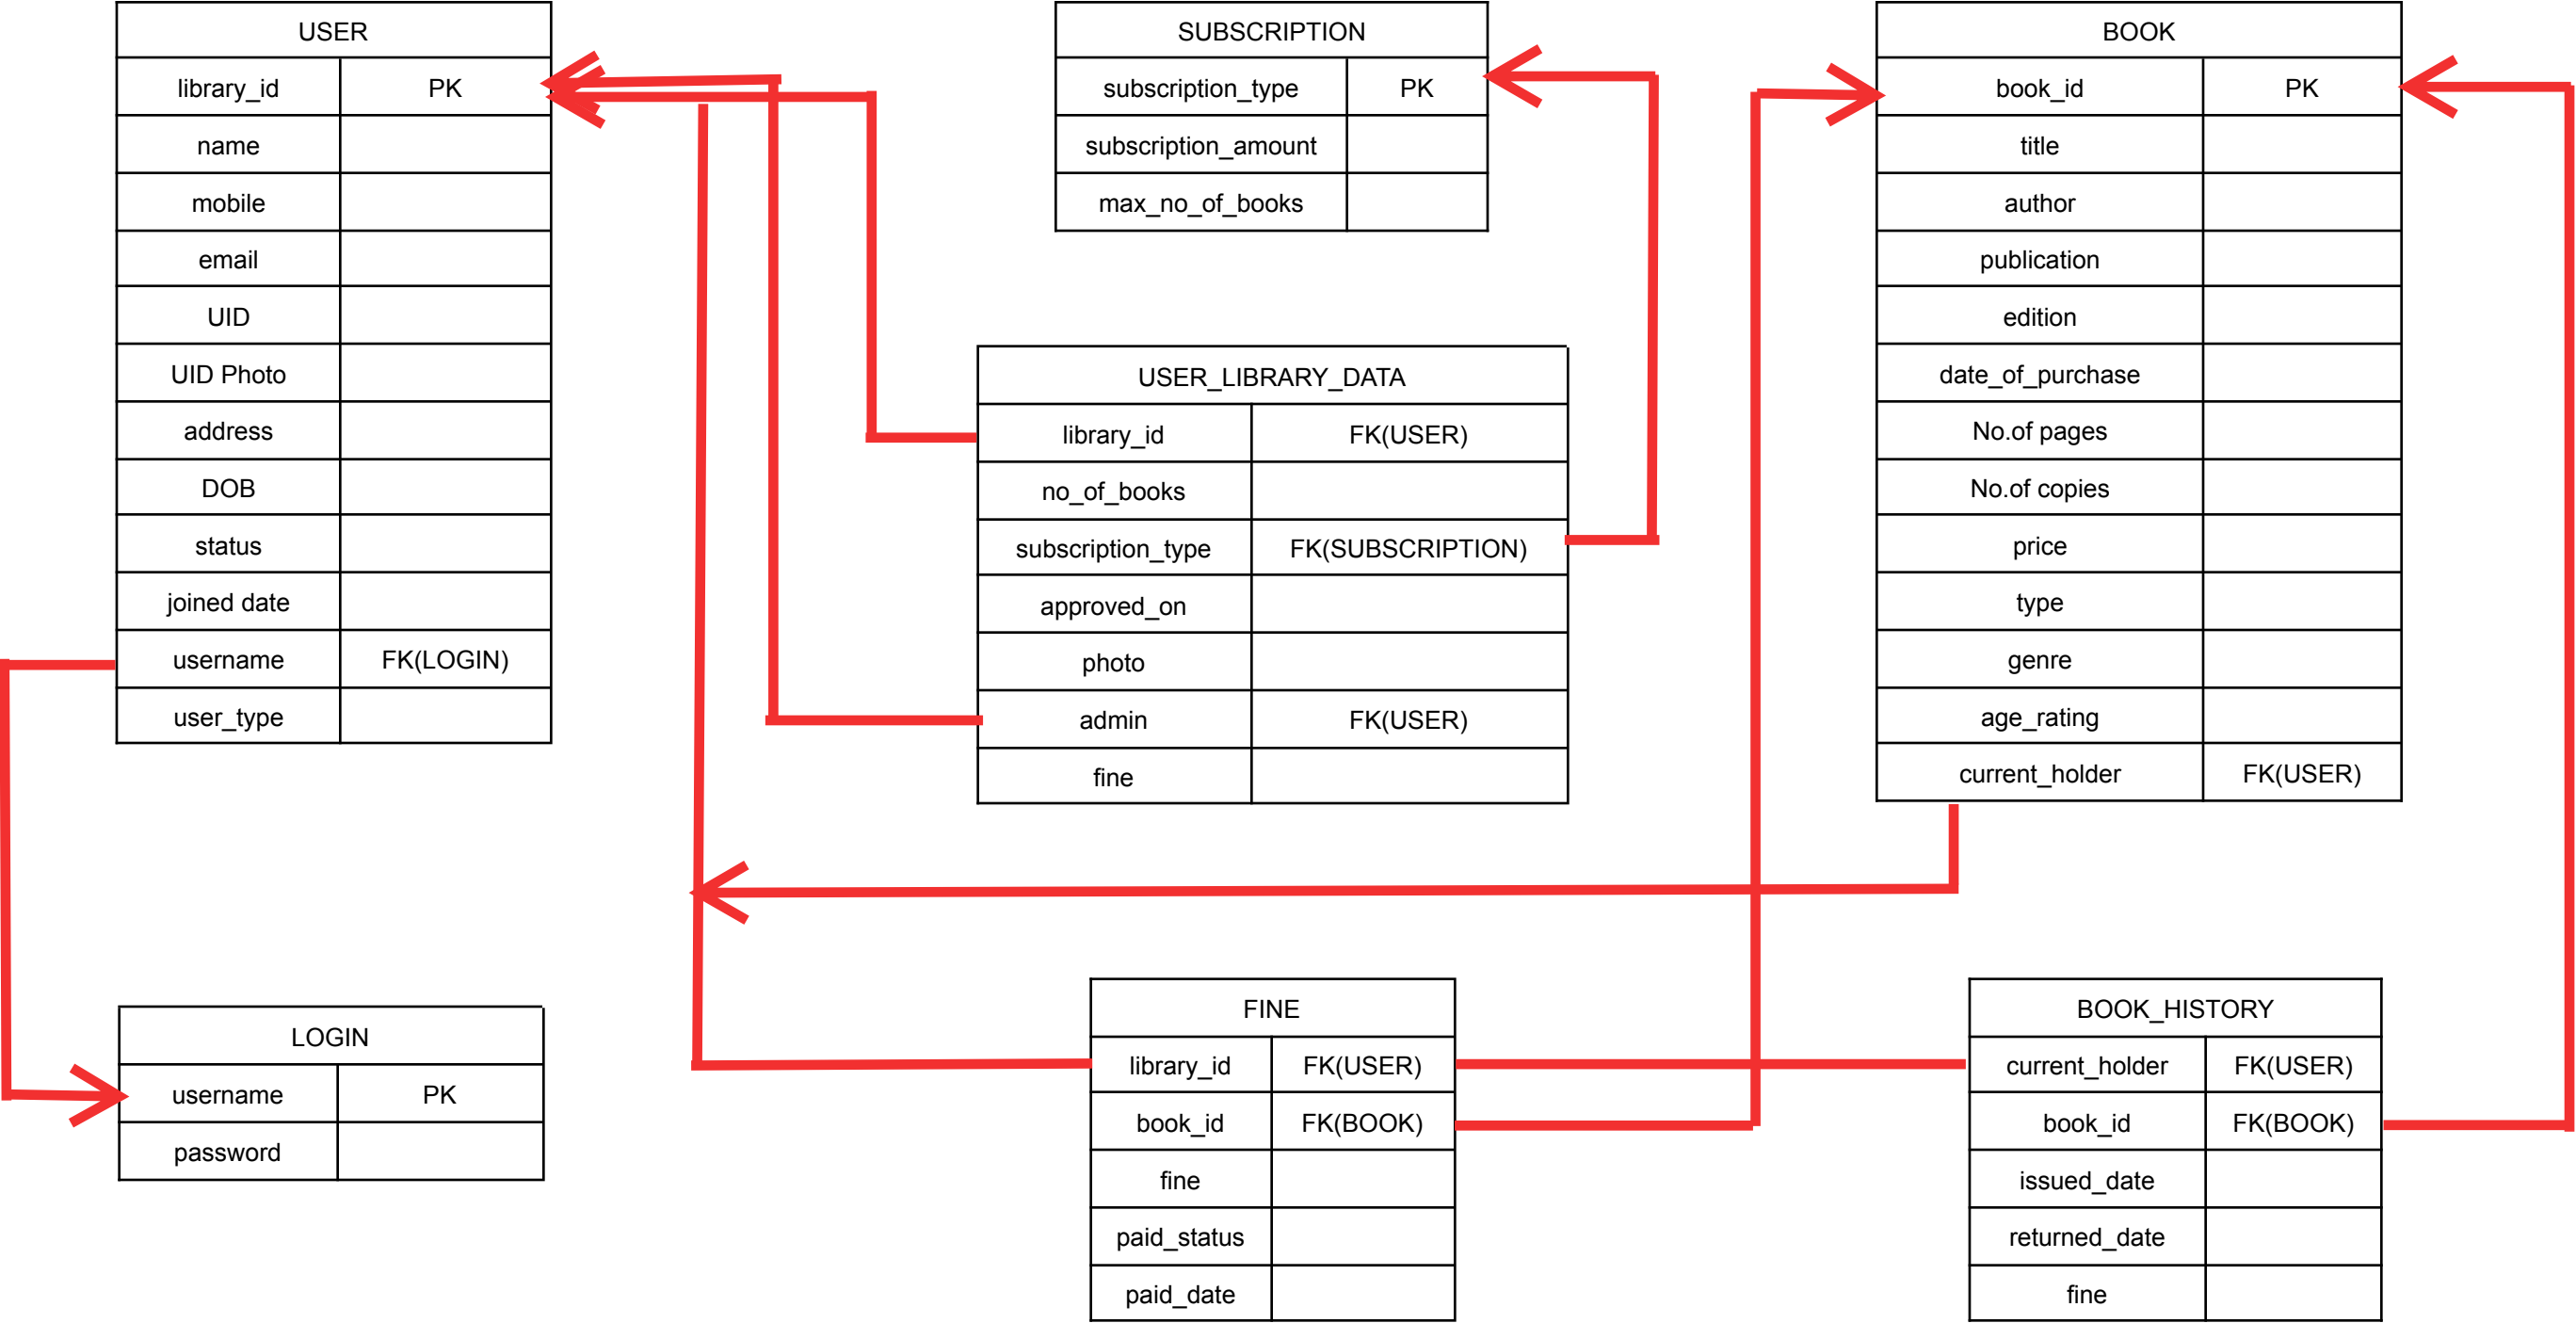 USER
library_id PK
name
mobile
email
UID
UID Photo
address
DOB
status
joined date
username FK(LOGIN)
user_type
SUBSCRIPTION
subscription_type PK
subscription_amount
max_no_of_books
BOOK
book_id PK
title
author
publication
edition
date_of_purchase
No.of pages
No.of copies
price
type
genre
age_rating
current_holder FK(USER)
USER_LIBRARY_DATA
library_id FK(USER)
no_of_books
subscription_type FK(SUBSCRIPTION)
approved_on
photo
admin FK(USER)
fine
LOGIN
username PK
password
FINE
library_id FK(USER)
book_id FK(BOOK)
fine
paid_status
paid_date
BOOK_HISTORY
current_holder FK(USER)
book_id FK(BOOK)
issued_date
returned_date
fine